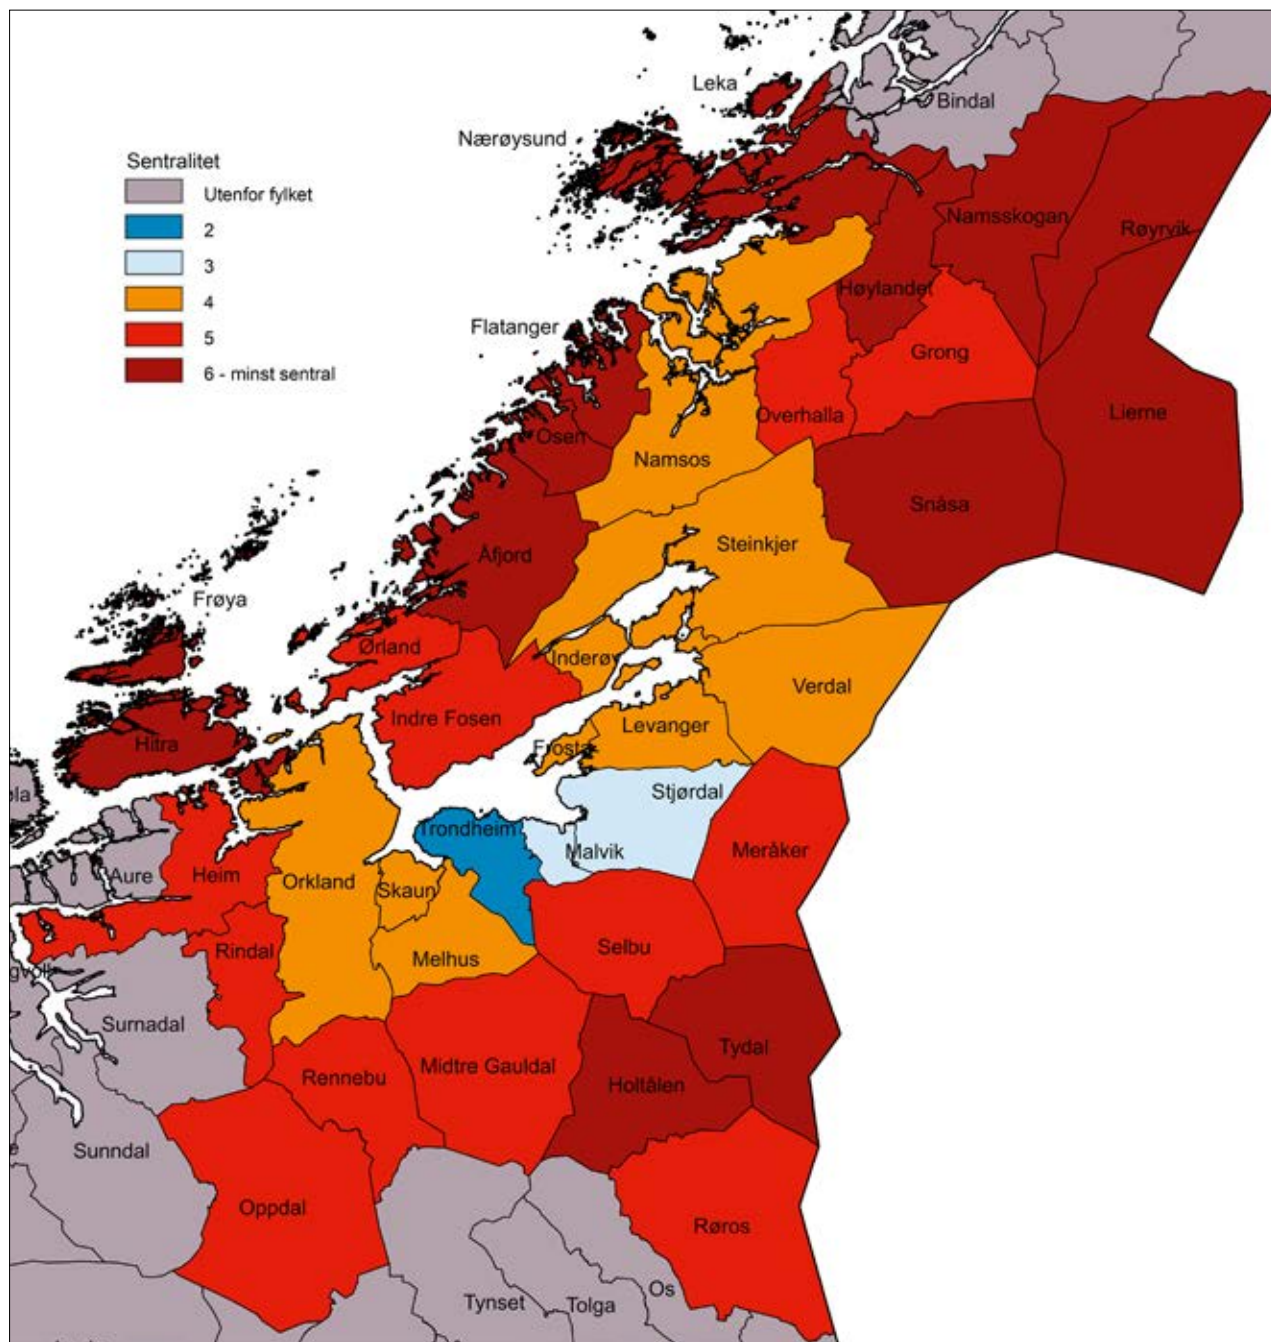 Leka
Bindal
Nærøysund
Sentralitet
Utenfor fylket
2
3
4
5
6 - minst sentral
Namsskogan
Røyrvik
Høylandet
Flatanger
Grong
Overhalla
Lierne
Osen
Namsos
Snåsa
Steinkjer
Åfjord
Frøya
Ørland
Inderøy
Verdal
Indre Fosen
Levanger
Hitra
Frosta
Stjørdal
Trondheim
Malvik
Meråker
Aure
Heim
Orkland
Skaun
Rindal
Melhus
Selbu
Surnadal
Tydal
Midtre Gauldal
Rennebu
Holtålen
Sunndal
Oppdal
Røros
Os
Tynset
Tolga